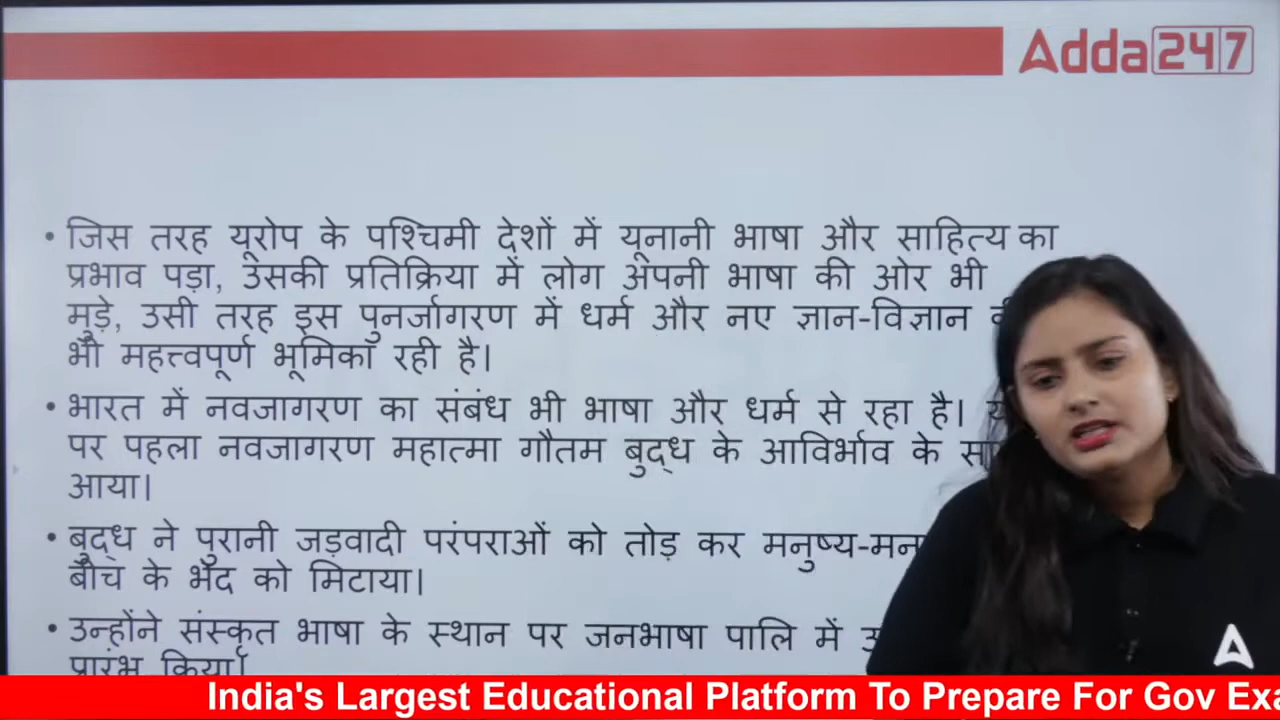 Adda247
• जिस तरह यूरोप के पश्चिमी देशों में यूनानी भाषा और साहित्य का
प्रभाव पड़ा, उसकी प्रतिक्रिया में लोग अपनी भाषा की ओर भी
मुड़े, उसी तरह इस पुनर्जागरण में धर्म और नए ज्ञान-विज्ञान
भी महत्त्वपूर्ण भूमिका रही है।
• भारत में नवजागरण का संबंध भी भाषा और धर्म से रहा है।
पर पहला नवजागरण महात्मा गौतम बुद्ध के आविर्भाव के
आया।
• बुद्ध ने पुरानी जड़वादी परंपराओं को तोड़ कर
बीच के भेद को मिटाया।
• उन्होंने संस्कृत भाषा के स्थान पर जनभाषा पालि में
प्रारंभ किया।
India's Largest Educational Platform To Prepare For Gov